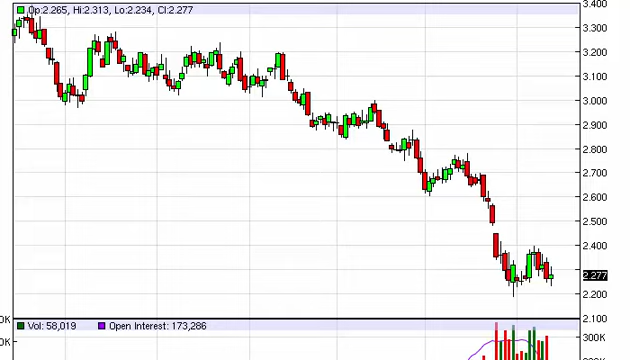 Op:2.265, Hi:2.313, Lo:2.234, Cl:2.277
3.400
3.300
3.200
3.100
3.000
2.900
2.800
2.700
2.600
2.500
2.400
2.277
2.200
2.100
0K
Vol: 58,019 Open Interest: 173,286
300K
0K
200K